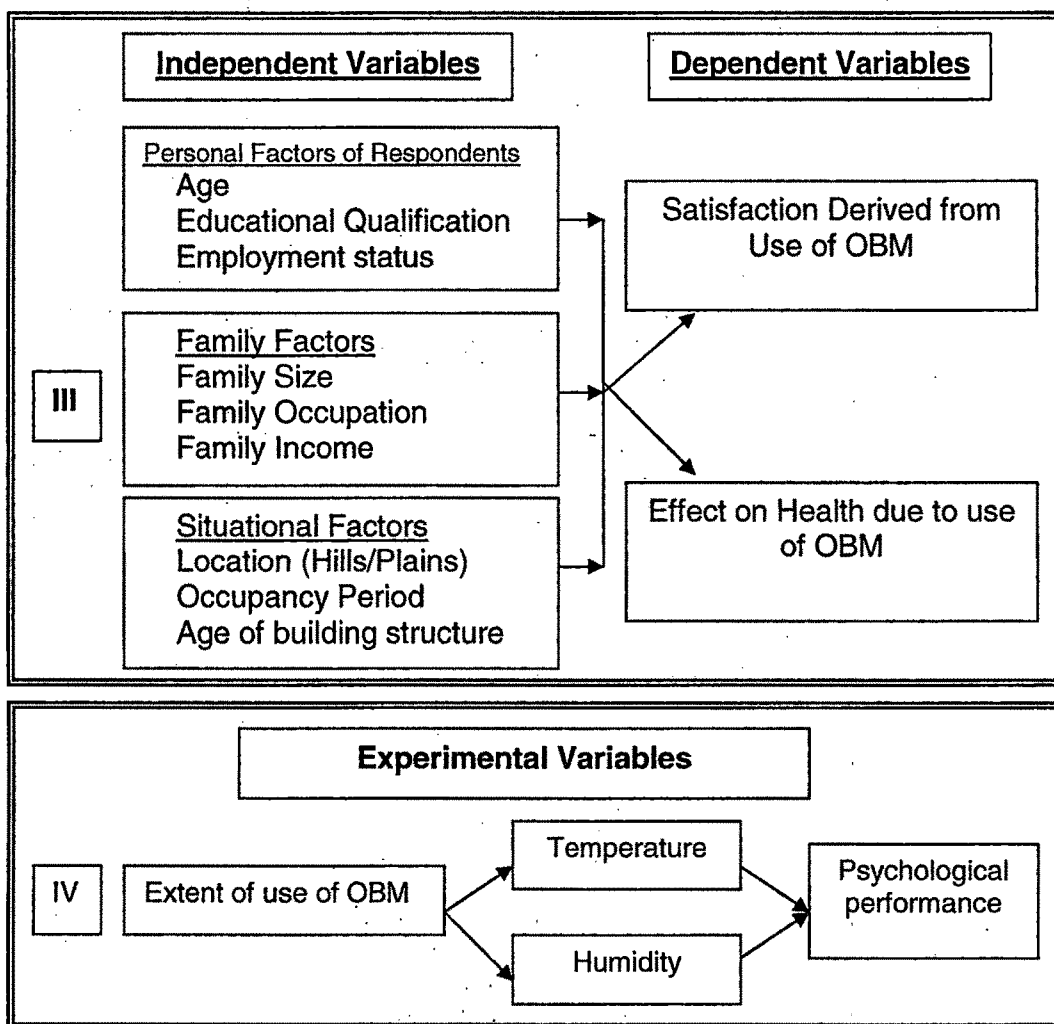 Independent Variables
Dependent Variables
Personal Factors of Respondents
Age
Educational Qualification
Employment status
Satisfaction Derived from
Use of OBM
III
Family Factors
Family Size
Family Occupation
Family Income
Situational Factors
Location (Hills/Plains)
Occupancy Period
Age of building structure
Effect on Health due to use
of OBM
Experimental Variables
IV
Extent of use of OBM
Temperature
Humidity
Psychological
performance